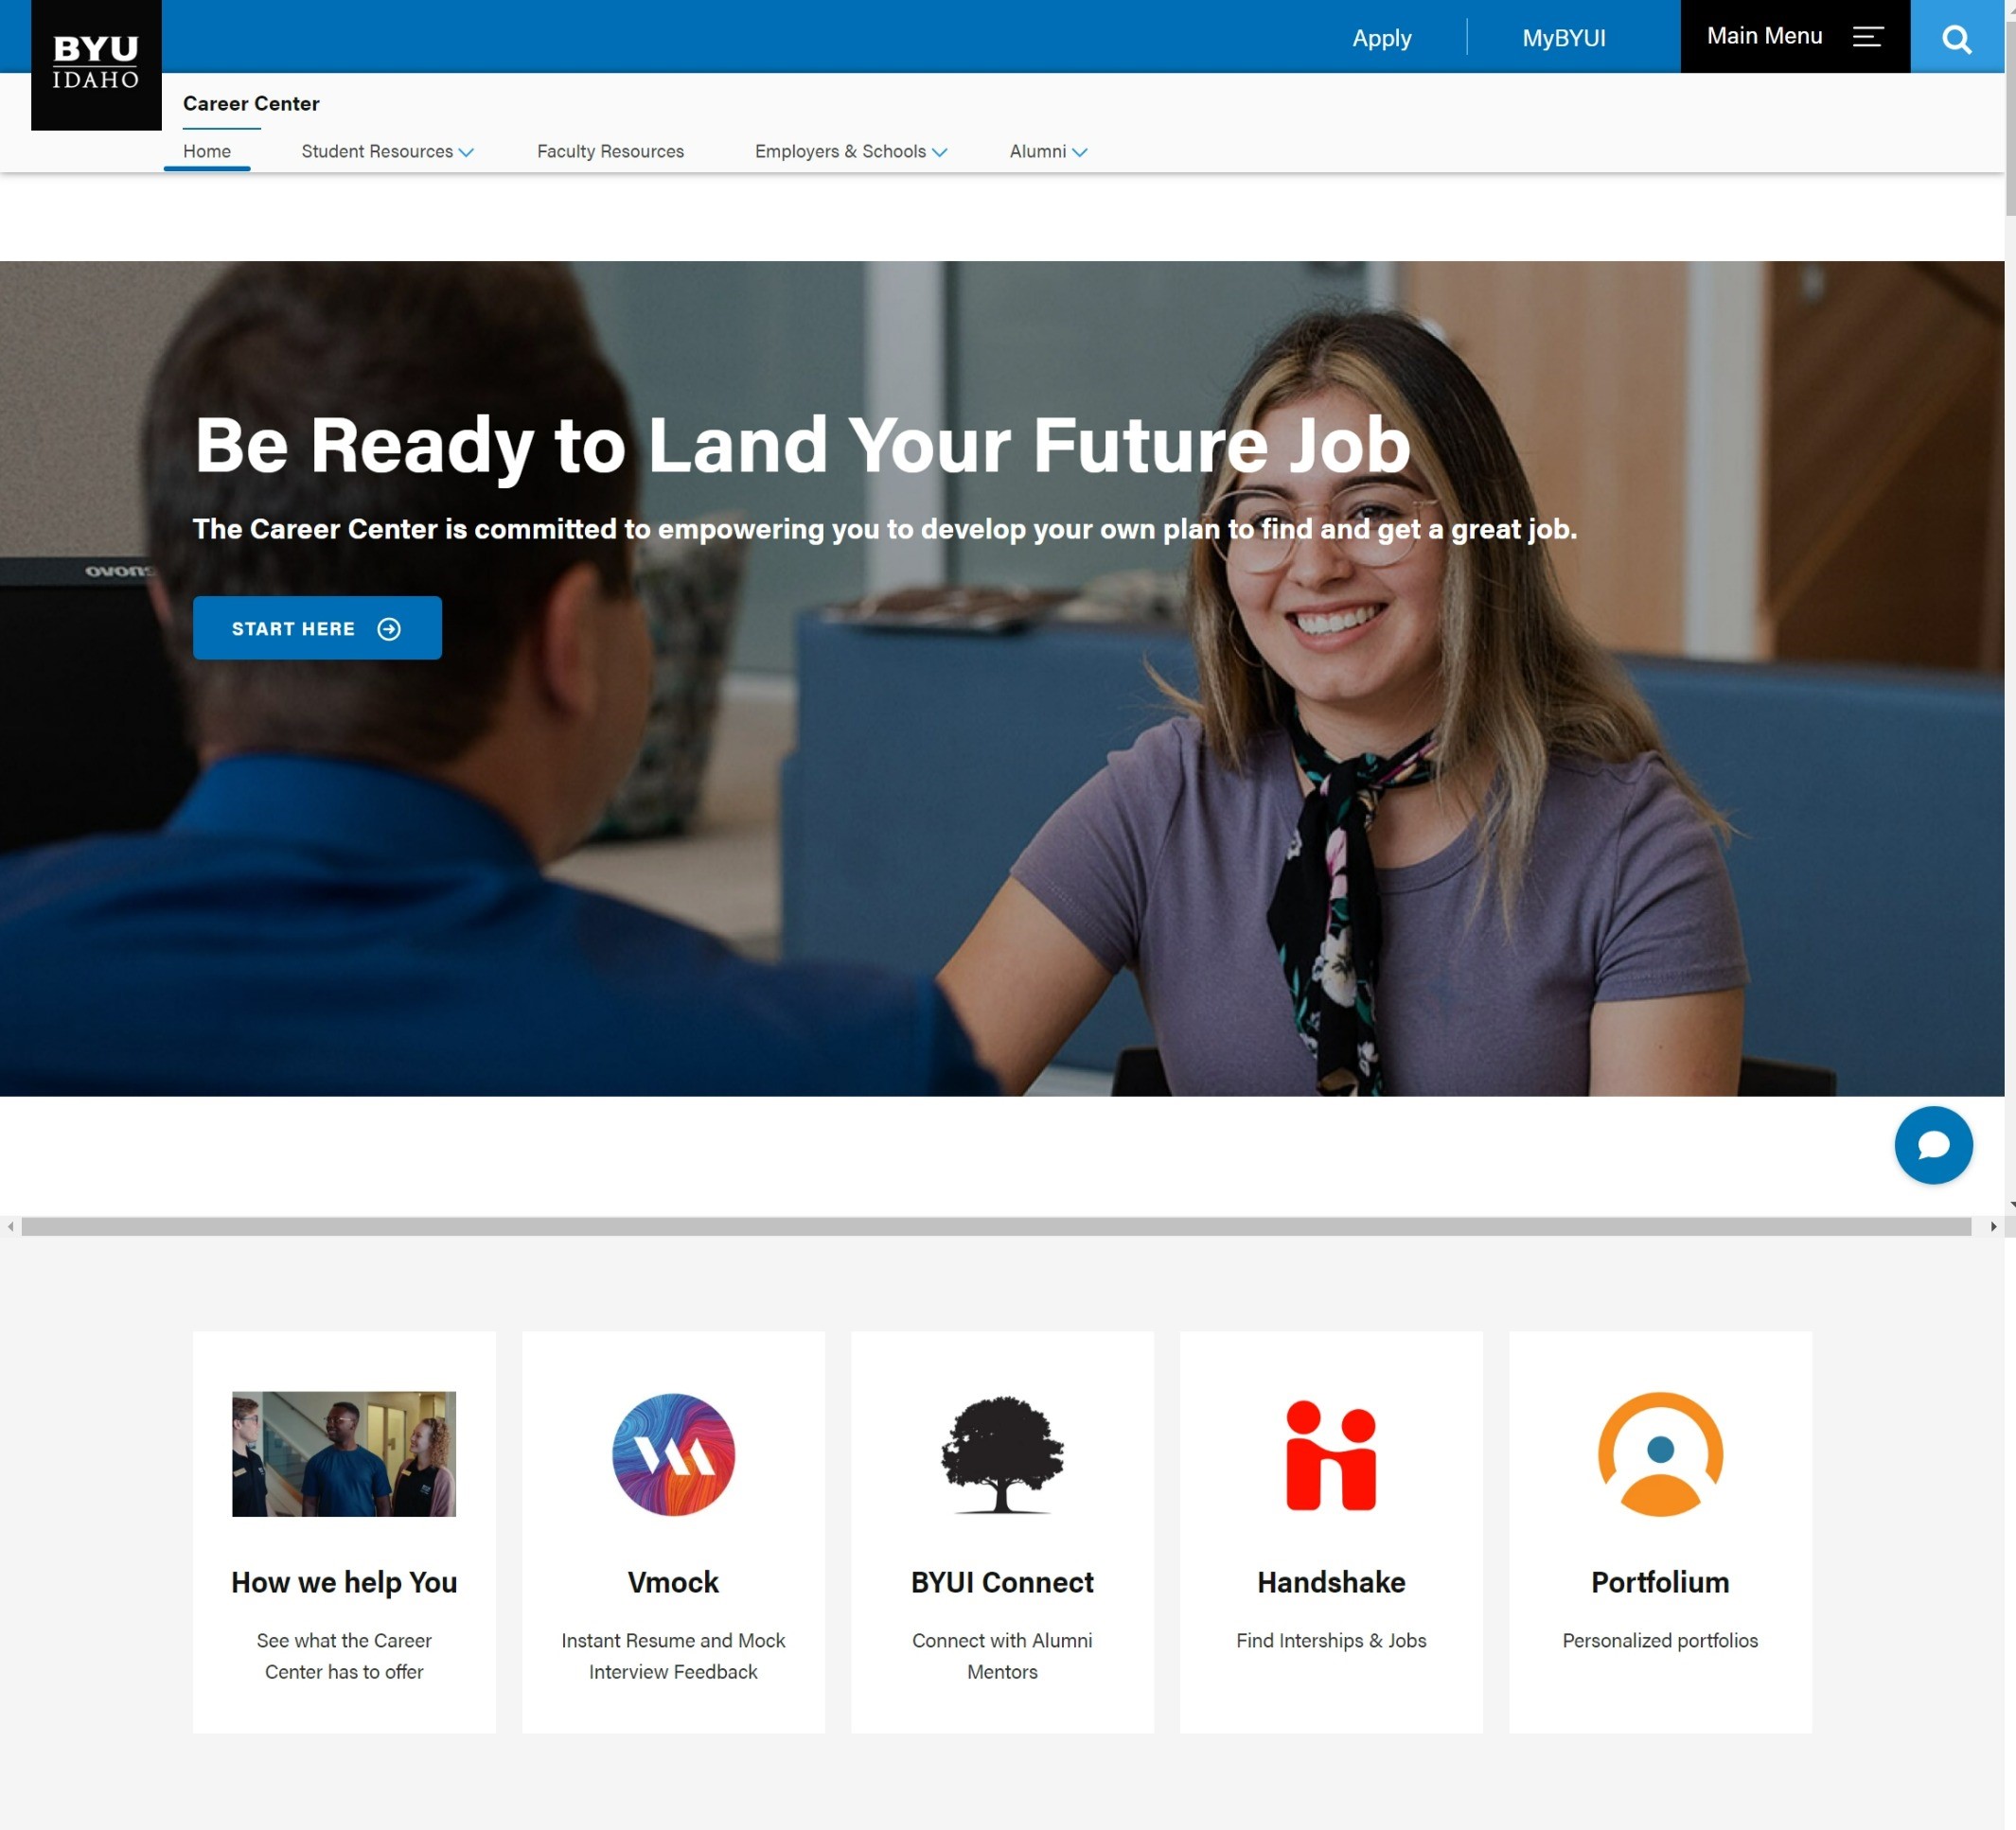 BYU
IDAHO
Apply
MyBYUI
Main Menu
Career Center
Home
Student Resources
Faculty Resources
Employers & Schools
Alumni
Be Ready to Land Your Future Job
The Career Center is committed to empowering you to develop your own plan to find and get a great job.
START HERE
How we help You
See what the Career
Center has to offer
Vmock
Instant Resume and Mock
Interview Feedback
BYUI Connect
Connect with Alumni
Mentors
Handshake
Find Interships & Jobs
Portfolium
Personalized portfolios